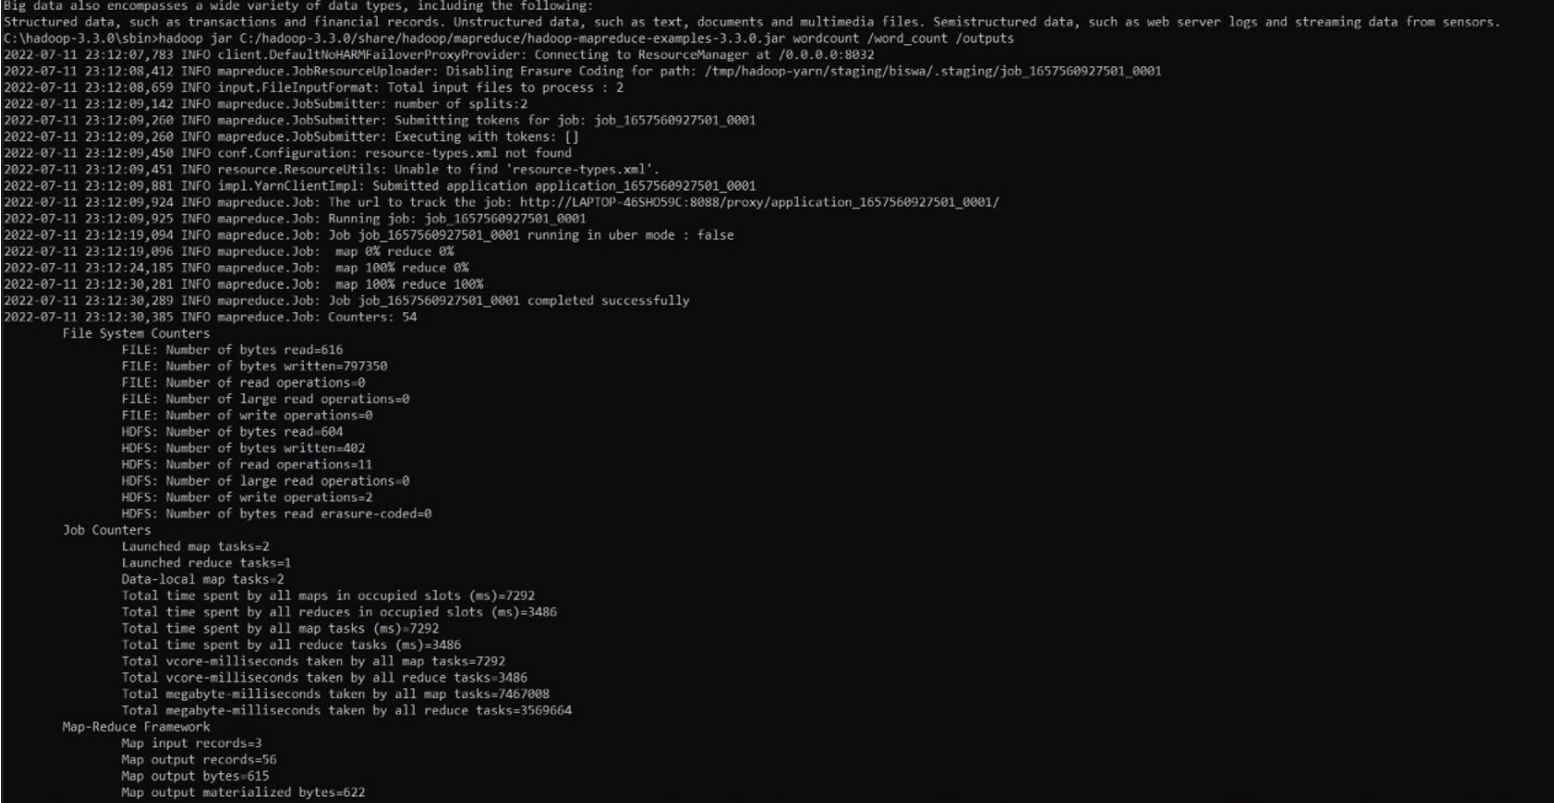 Big data also encompasses a wide variety of data types, including the following:
Structured data, such as transactions and financial records. Unstructured data, such as text, documents and multimedia files. Semistructured data, such as web server logs and streaming data from sensors.
C:\hadoop-3.3.0\sbin>hadoop jar C:/hadoop-3.3.0/share/hadoop/mapreduce/hadoop-mapreduce-examples-3.3.0.jar wordcount /word_count /outputs
2022-07-11 23:12:07,783 INFO client.DefaultNoHARMFailoverProxyProvider: Connecting to ResourceManager at /0.0.0.0:8032
2022-07-11 23:12:08,412 INFO mapreduce.JobResourceUploader: Disabling Erasure Coding for path: /tmp/hadoop-yarn/staging/biswa/.staging/job_1657560927501_0001
2022-07-11 23:12:08,659 INFO input.FileInputFormat: Total input files to process : 2
2022-07-11 23:12:09,142 INFO mapreduce.JobSubmitter: number of splits:2
2022-07-11 23:12:09,260 INFO mapreduce.JobSubmitter: Submitting tokens for job: job_1657560927501_0001
2022-07-11 23:12:09,260 INFO mapreduce.JobSubmitter: Executing with tokens: []
2022-07-11 23:12:09,450 INFO conf.Configuration: resource-types.xml not found
2022-07-11 23:12:09,451 INFO resource.ResourceUtils: Unable to find 'resource-types.xml'.
2022-07-11 23:12:09,881 INFO impl.YarnClientImpl: Submitted application application_1657560927501_0001
2022-07-11 23:12:09,924 INFO mapreduce.Job: The url to track the job: http://LAPTOP-46SHO59C:8088/proxy/application_1657560927501_0001/
2022-07-11 23:12:09,925 INFO mapreduce.Job: Running job: job_1657560927501_0001
2022-07-11 23:12:19,094 INFO mapreduce.Job: Job job_1657560927501_0001 running in uber mode : false
2022-07-11 23:12:19,096 INFO mapreduce.Job:  map 0% reduce 0%
2022-07-11 23:12:24,185 INFO mapreduce.Job:  map 100% reduce 0%
2022-07-11 23:12:30,281 INFO mapreduce.Job:  map 100% reduce 100%
2022-07-11 23:12:30,289 INFO mapreduce.Job: Job job_1657560927501_0001 completed successfully
2022-07-11 23:12:30,385 INFO mapreduce.Job: Counters: 54
File System Counters
FILE: Number of bytes read=616
FILE: Number of bytes written=797350
FILE: Number of read operations=0
FILE: Number of large read operations=0
FILE: Number of write operations=0
HDFS: Number of bytes read=604
HDFS: Number of bytes written=402
HDFS: Number of read operations=11
HDFS: Number of large read operations=0
HDFS: Number of write operations=2
HDFS: Number of bytes read erasure-coded=0
Job Counters
Launched map tasks=2
Launched reduce tasks=1
Data-local map tasks=2
Total time spent by all maps in occupied slots (ms)=7292
Total time spent by all reduces in occupied slots (ms)=3486
Total time spent by all map tasks (ms)=7292
Total time spent by all reduce tasks (ms)=3486
Total vcore-milliseconds taken by all map tasks=7292
Total vcore-milliseconds taken by all reduce tasks=3486
Total megabyte-milliseconds taken by all map tasks=7467008
Total megabyte-milliseconds taken by all reduce tasks=3569664
Map-Reduce Framework
Map input records=3
Map output records=56
Map output bytes=615
Map output materialized bytes=622